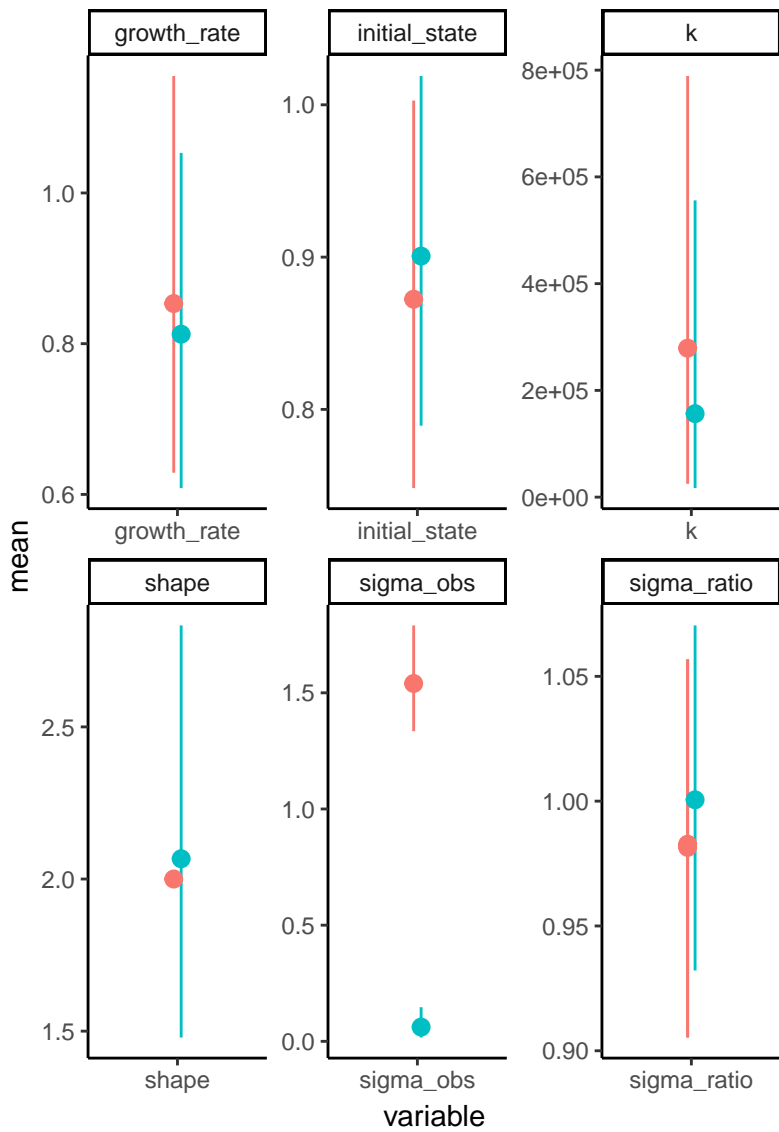 growth_rate
initial_state
k
1.0
0.8
0.6
1.0
0.9
0.8
8e+05
6e+05
4e+05
2e+05
0e+00
growth_rate
initial_state
k
mean
shape
sigma_obs
sigma_ratio
2.5
2.0
1.5
1.5
1.0
0.5
0.0
1.05
1.00
0.95
0.90
shape
sigma_obs
sigma_ratio
variable